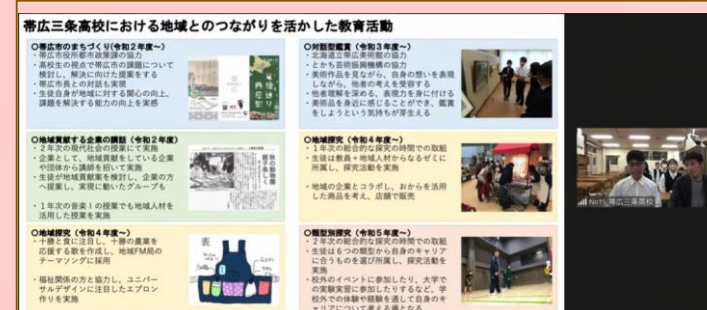 帯広三条高校における地域とのつながりを活かした教育活動
○帯広市のまちづくり(令和2年度～)
・帯広市役所都市政策課の協力
・高校生の視点で帯広市の課題について
検討し、解決に向けた提案をする
・帯広市長との対話も実現
・生徒自身が地域に対する関心の向上、
課題を解決する能力の向上を実感
○対話型鑑賞(令和3年度～)
・北海道立帯広美術館の協力
・とかち芸術振興機構の協力
・美術作品を見ながら、自身の想いを表現
しながら、他者の考えを受容する
・他者理解を深める、表現力を身に付ける
・美術品を身近に感じることができ、鑑賞
をしようという気持ちが芽生える
○地域貢献する企業の講話(令和2年度)
・2年次の現代社会の授業にて実施
・企業として、地域貢献をしている企業
や団体から講師を招いて実施
・生徒が地域貢献策を検討し、企業の方
へ提案し、実現に動いたグループも
・1年次の音楽Ⅰの授業でも地域人材を
活用した授業を実施
○地域探究(令和4年度～)
・1年次の総合的な探究の時間での取組
・生徒は教員＋地域人材からなるゼミに
所属し、探究活動を実施
・地域の企業とコラボし、おからを活用
した商品を考え、店舗で販売
○地域探究(令和4年度～)
・十勝と食に注目し、十勝の農業を
応援する歌を作成し、地域FM局の
テーマソングに採用
・福祉関係の方と協力し、ユニバー
サルデザインに注目したエプロン
作りを実施
表
○類型別探究(令和5年度～)
・2年次の総合的な探究の時間での取組
・生徒は6つの類型から自身のキャリア
に合うものを選び所属し、探究活動を
実施
・校外のイベントに参加したり、大学で
の実験実習に参加したりするなど、学
校外での体験や経験を通して自身のキ
ャリアについて考える場となる
No15_帯広三条高校